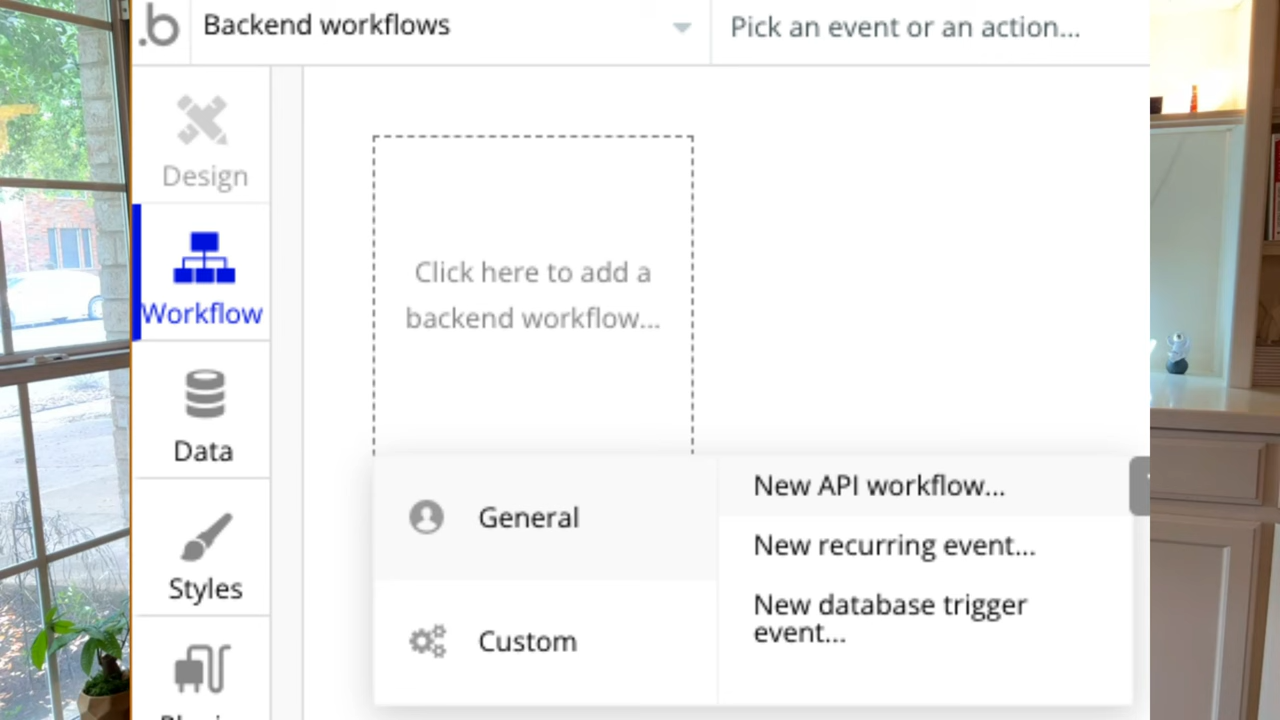 .b
Backend workflows
Pick an event or an action...
Design
Workflow
Data
Styles
Click here to add a
backend workflow...
General
Custom
New API workflow...
New recurring event...
New database trigger
event...